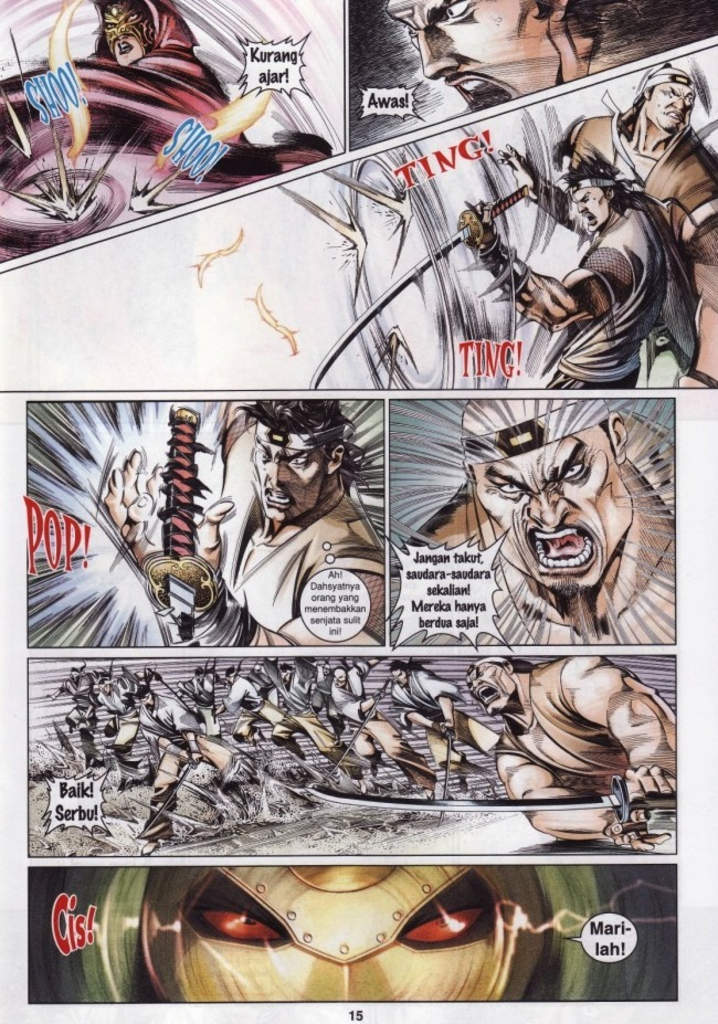 Kurang
ajar!
SHOO!
SHOO!
Awas!
TING!
TING!
POP!
Ah!
Dahsyatnya
orang yang
menembakkan
senjata sulit
ini!
Jangan takut,
saudara-saudara
sekalian!
Mereka hanya
berdua saja!
Baik!
Serbu!
Cis!
Mari-
lah!
15